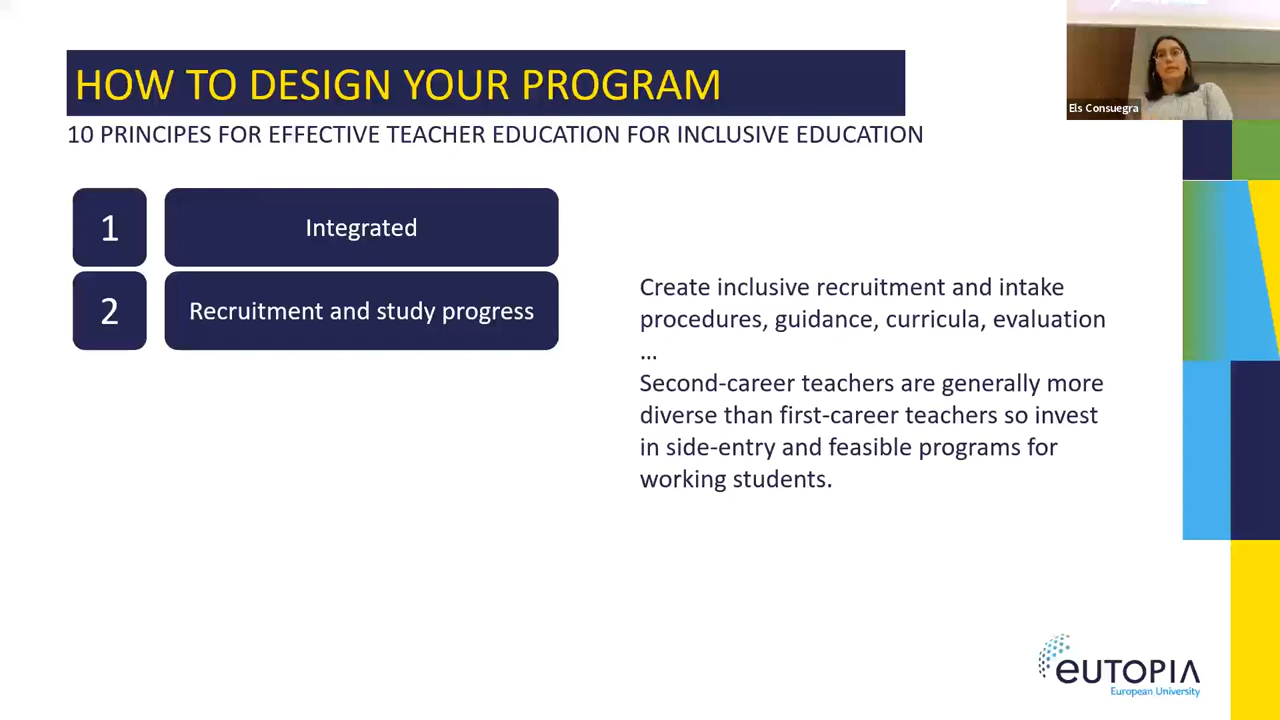 HOW TO DESIGN YOUR PROGRAM
Els Consuegra
10 PRINCIPES FOR EFFECTIVE TEACHER EDUCATION FOR INCLUSIVE EDUCATION
1
Integrated
2
Recruitment and study progress
Create inclusive recruitment and intake
procedures, guidance, curricula, evaluation
...
Second-career teachers are generally more
diverse than first-career teachers so invest
in side-entry and feasible programs for
working students.
eUTOPIA
European University